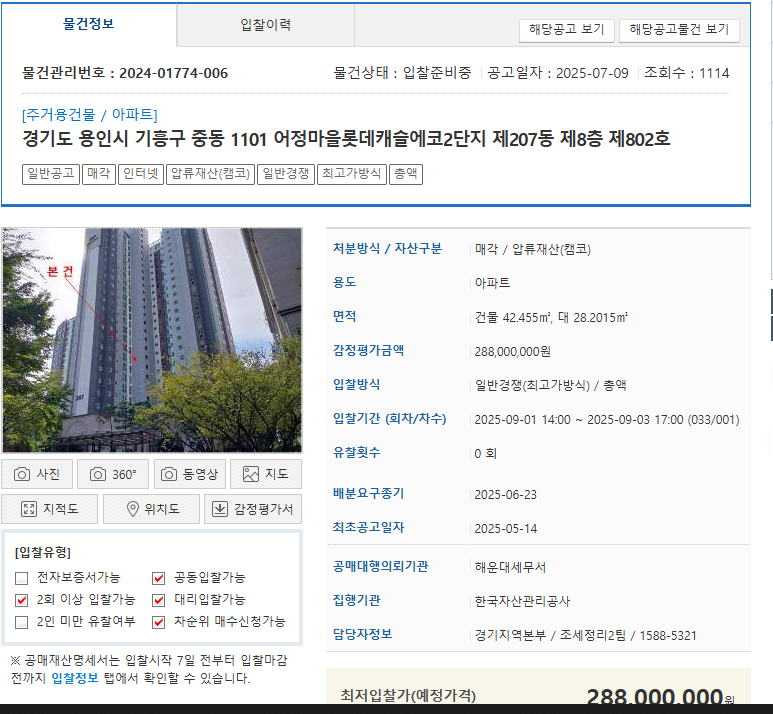 물건정보
입찰이력
해당공고 보기
해당공고물건 보기
물건관리번호 : 2024-01774-006
물건상태 : 입찰준비중 공고일자 : 2025-07-09 조회수 : 1114
[주거용건물 / 아파트]
경기도 용인시 기흥구 중동 1101 어정마을롯데캐슬에코2단지 제207동 제8층 제802호
일반공고 매각 인터넷 압류재산(캠코) 일반경쟁 최고가방식 총액
본 건
207
사진
360°
동영상
지도
지적도
위치도
감정평가서
[입찰유형]
전자보증서가능 공동입찰가능
2회 이상 입찰가능 대리입찰가능
2인 미만 유찰여부 차순위 매수신청가능
※ 공매재산명세서는 입찰시작 7일 전부터 입찰마감
전까지 입찰정보 탭에서 확인할 수 있습니다.
처분방식 / 자산구분 매각 / 압류재산(캠코)
용도 아파트
면적 건물 42.455㎡, 대 28.2015㎡
감정평가금액 288,000,000원
입찰방식 일반경쟁(최고가방식) / 총액
입찰기간 (회차/차수) 2025-09-01 14:00 ~ 2025-09-03 17:00 (033/001)
유찰횟수 0 회
배분요구종기 2025-06-23
최초공고일자 2025-05-14
공매대행의뢰기관 해운대세무서
집행기관 한국자산관리공사
담당자정보 경기지역본부 / 조세정리2팀 / 1588-5321
최저입찰가(예정가격) 288,000,000원